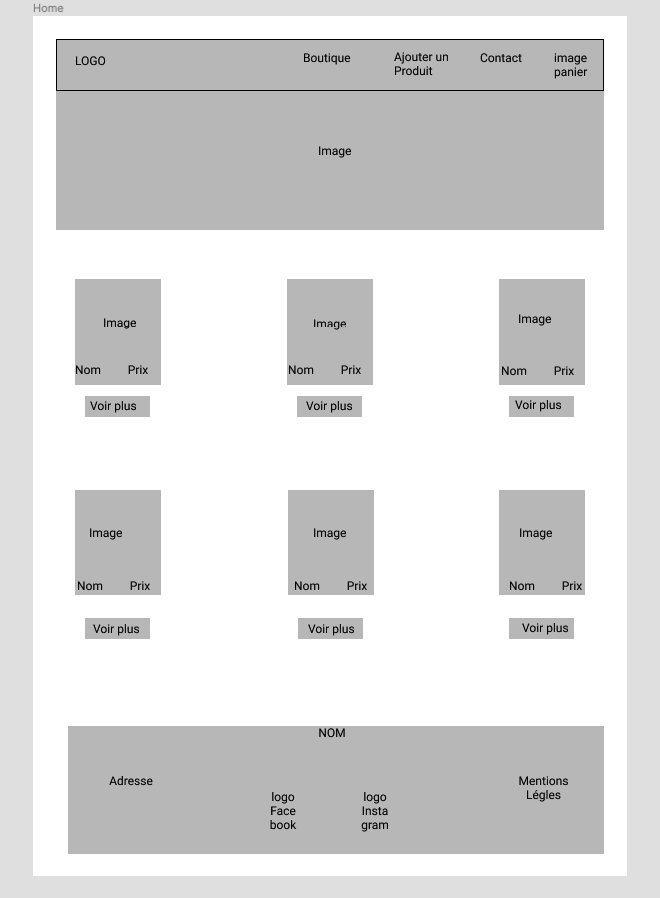 Home
LOGO
Boutique
Ajouter un
Produit
Contact
image
panier
Image
Image
Image
Image
Nom
Prix
Nom
Prix
Nom
Prix
Voir plus
Voir plus
Voir plus
Image
Image
Image
Nom
Prix
Nom
Prix
Nom
Prix
Voir plus
Voir plus
Voir plus
NOM
Adresse
logo
Face
book
logo
Insta
gram
Mentions
Légles